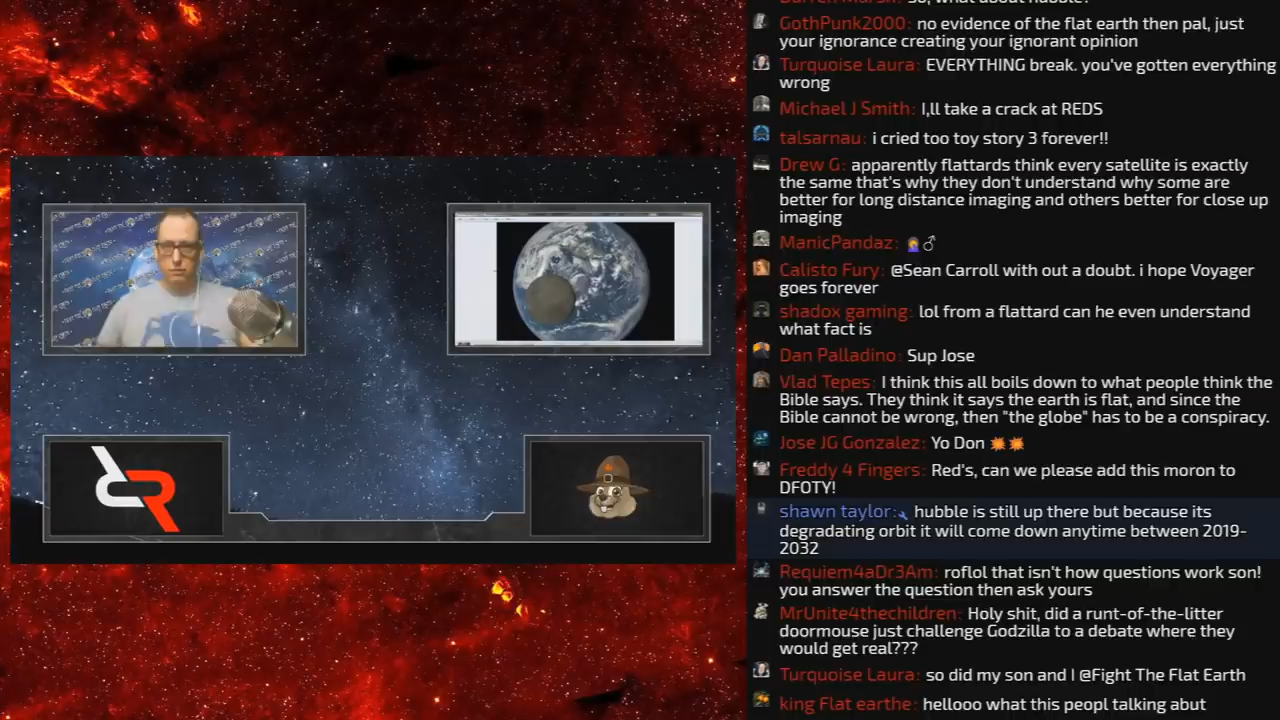 GothPunk2000: no evidence of the flat earth then pal, just
your ignorance creating your ignorant opinion
Turquoise Laura: EVERYTHING break. you've gotten everything
wrong
Michael J Smith: I,ll take a crack at REDS
talsarnau: i cried too toy story 3 forever!!
Drew G: apparently flattards think every satellite is exactly
the same that's why they don't understand why some are
better for long distance imaging and others better for close up
imaging
ManicPandaz: 🤦‍♂
Calisto Fury: @Sean Carroll with out a doubt. i hope Voyager
goes forever
shadox gaming: lol from a flattard can he even understand
what fact is
Dan Palladino: Sup Jose
Vlad Tepes: I think this all boils down to what people think the
Bible says. They think it says the earth is flat, and since the
Bible cannot be wrong, then "the globe" has to be a conspiracy.
Jose JG Gonzalez: Yo Don 💥💥
Freddy 4 Fingers: Red's, can we please add this moron to
DFOTY!
shawn taylor: hubble is still up there but because its
degradating orbit it will come down anytime between 2019-
2032
Requiem4aDr3Am: roflol that isn't how questions work son!
you answer the question then ask yours
MrUnite4thechildren: Holy shit, did a runt-of-the-litter
doormouse just challenge Godzilla to a debate where they
would get real???
Turquoise Laura: so did my son and I @Fight The Flat Earth
king Flat earthe: hellooo what this peopl talking abut